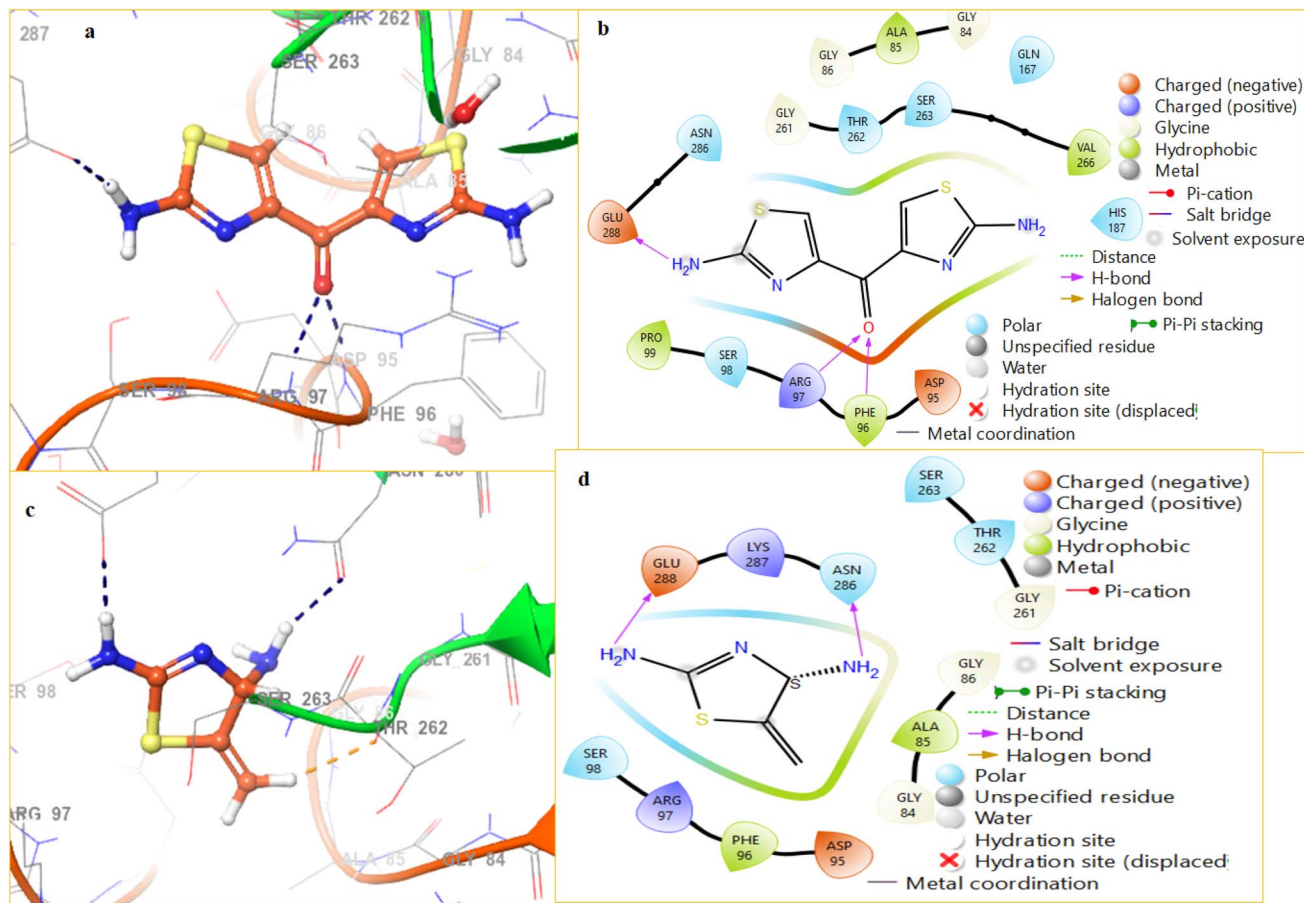 a
287
THR 262
SER 263
GLY 84
GLY 86
ALA 85
ASP 95
SER 98
ARG 97
PHE 96
b
GLY
84
ALA
85
GLY
86
GLN
167
GLY
261
THR
262
SER
263
VAL
266
ASN
286
GLU
288
HIS
187
S
S
H2N
N
N
NH2
O
PRO
99
SER
98
ARG
97
PHE
96
ASP
95
Charged (negative)
Charged (positive)
Glycine
Hydrophobic
Metal
Pi-cation
Salt bridge
Solvent exposure
Distance
H-bond
Halogen bond
Polar
Pi-Pi stacking
Unspecified residue
Water
Hydration site
Hydration site (displaced
Metal coordination
c
GLY 261
ER 98
SER 263
GLY 86
THR 262
ARG 97
ALA 85
GLY 84
d
GLU
288
LYS
287
ASN
286
H2N
N
S
NH2
S
SER
98
ARG
97
PHE
96
ASP
95
SER
263
THR
262
GLY
261
GLY
86
ALA
85
GLY
84
Charged (negative)
Charged (positive)
Glycine
Hydrophobic
Metal
Pi-cation
Salt bridge
Solvent exposure
Pi-Pi stacking
Distance
H-bond
Halogen bond
Polar
Unspecified residue
Water
Hydration site
Hydration site (displaced
Metal coordination